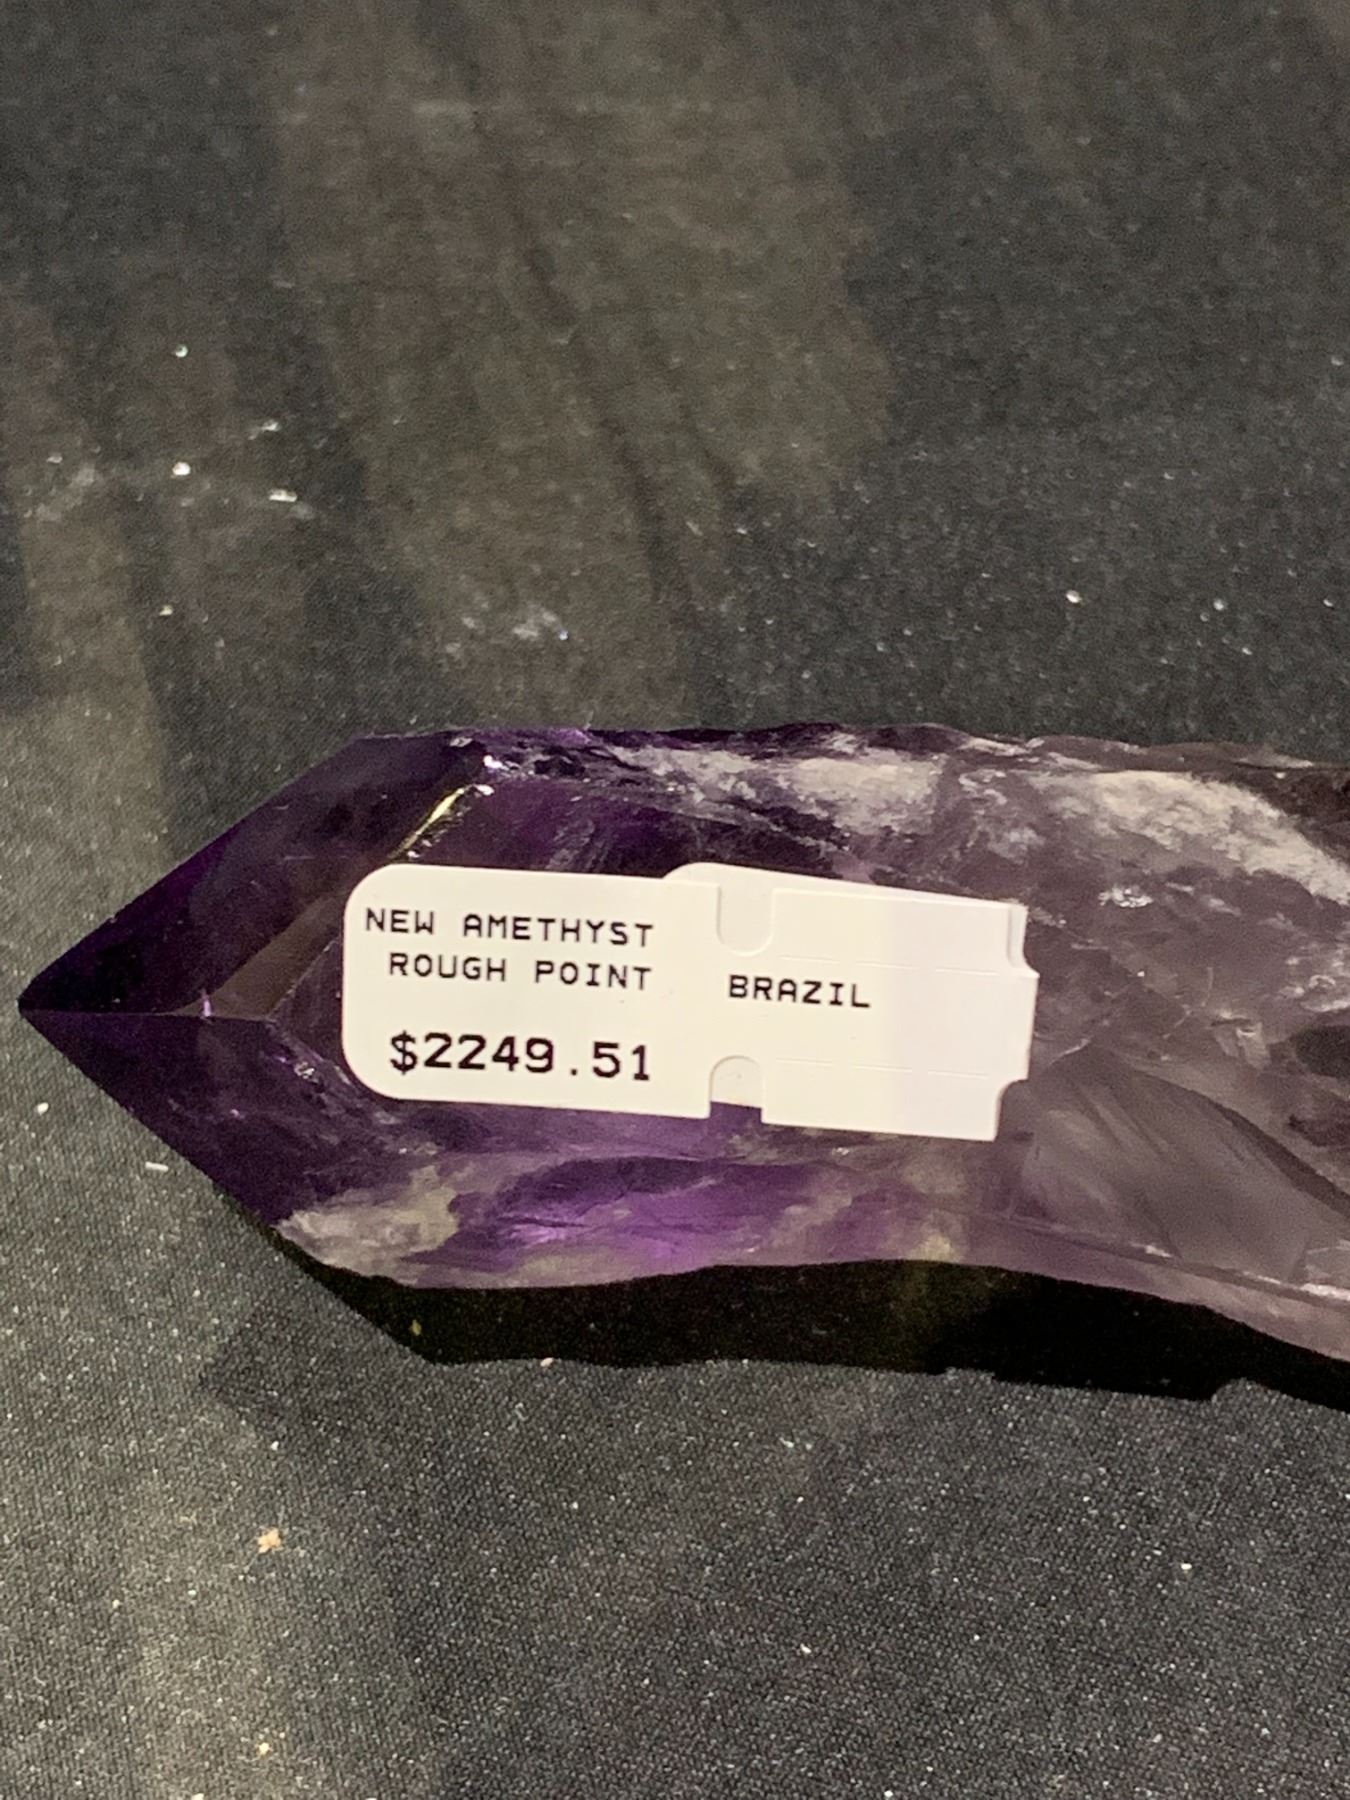 NEW AMETHYST
ROUGH POINT
$2249.51
BRAZIL